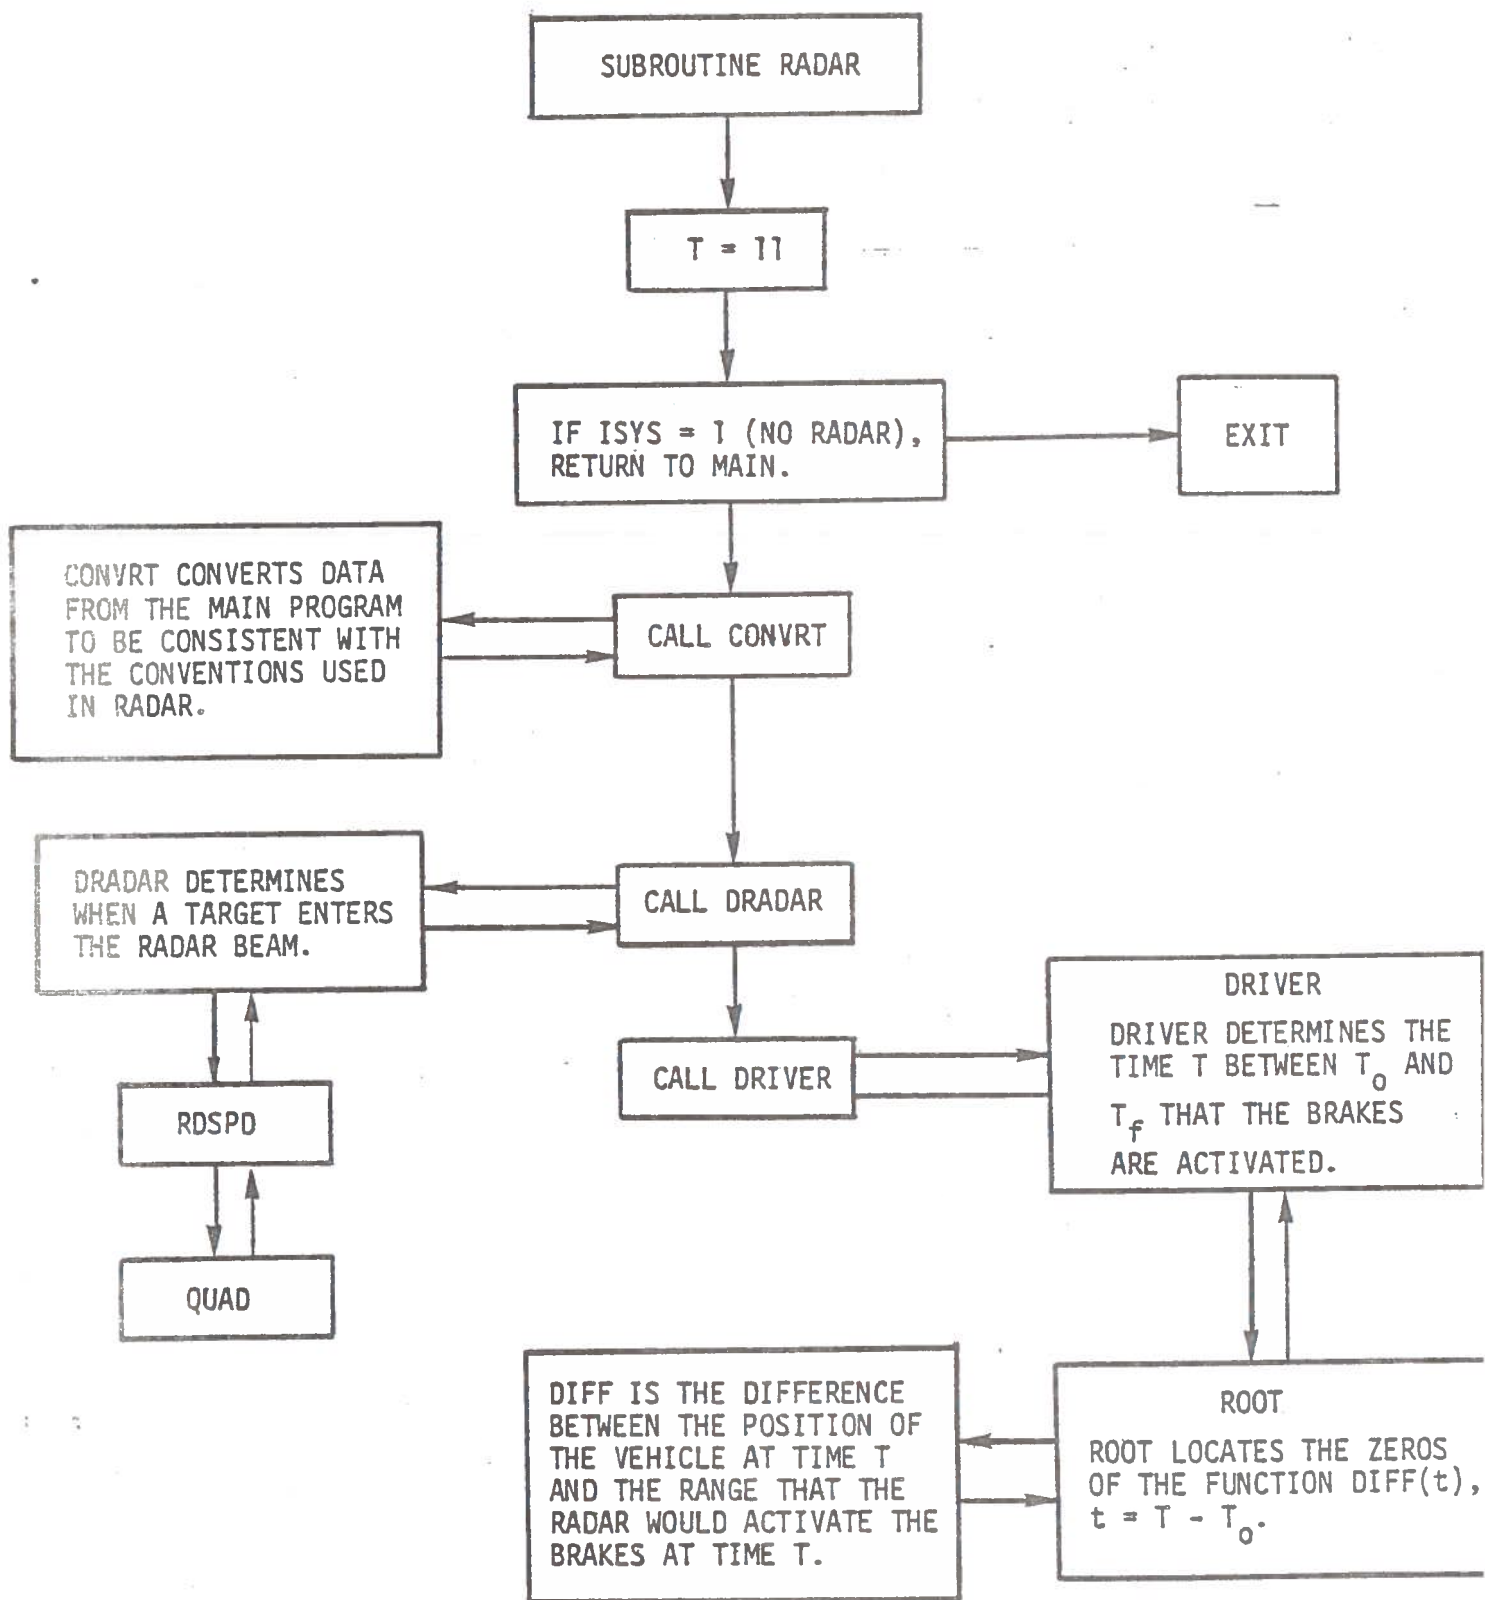 SUBROUTINE RADAR
T = 11
IF ISYS = 1 (NO RADAR),
RETURN TO MAIN.
EXIT
CONVRT CONVERTS DATA
FROM THE MAIN PROGRAM
TO BE CONSISTENT WITH
THE CONVENTIONS USED
IN RADAR.
CALL CONVRT
DRADAR DETERMINES
WHEN A TARGET ENTERS
THE RADAR BEAM.
CALL DRADAR
RDSPD
QUAD
CALL DRIVER
DRIVER
DRIVER DETERMINES THE
TIME T BETWEEN T_o AND
T_f THAT THE BRAKES
ARE ACTIVATED.
DIFF IS THE DIFFERENCE
BETWEEN THE POSITION OF
THE VEHICLE AT TIME T
AND THE RANGE THAT THE
RADAR WOULD ACTIVATE THE
BRAKES AT TIME T.
ROOT
ROOT LOCATES THE ZEROS
OF THE FUNCTION DIFF(t),
t = T - T_o.